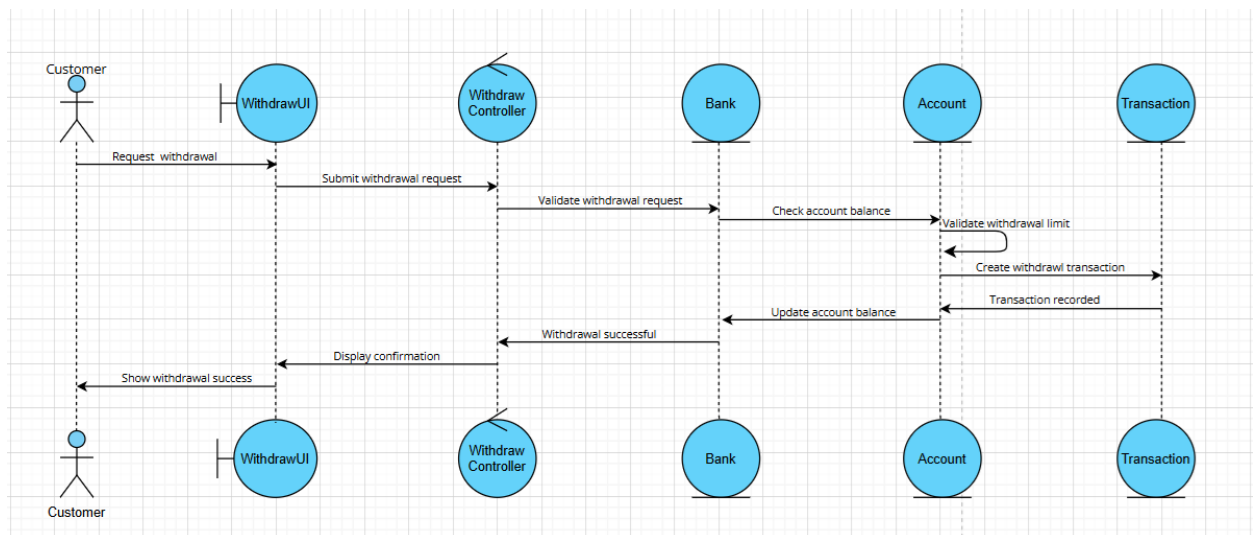 Customer
WithdrawUI
Withdraw
Controller
Bank
Account
Transaction
Request withdrawal
Submit withdrawal request
Validate withdrawal request
Check account balance
Validate withdrawal limit
Create withdrawl transaction
Transaction recorded
Update account balance
Withdrawal successful
Display confirmation
Show withdrawal success
WithdrawUI
Withdraw
Controller
Bank
Account
Transaction
Customer